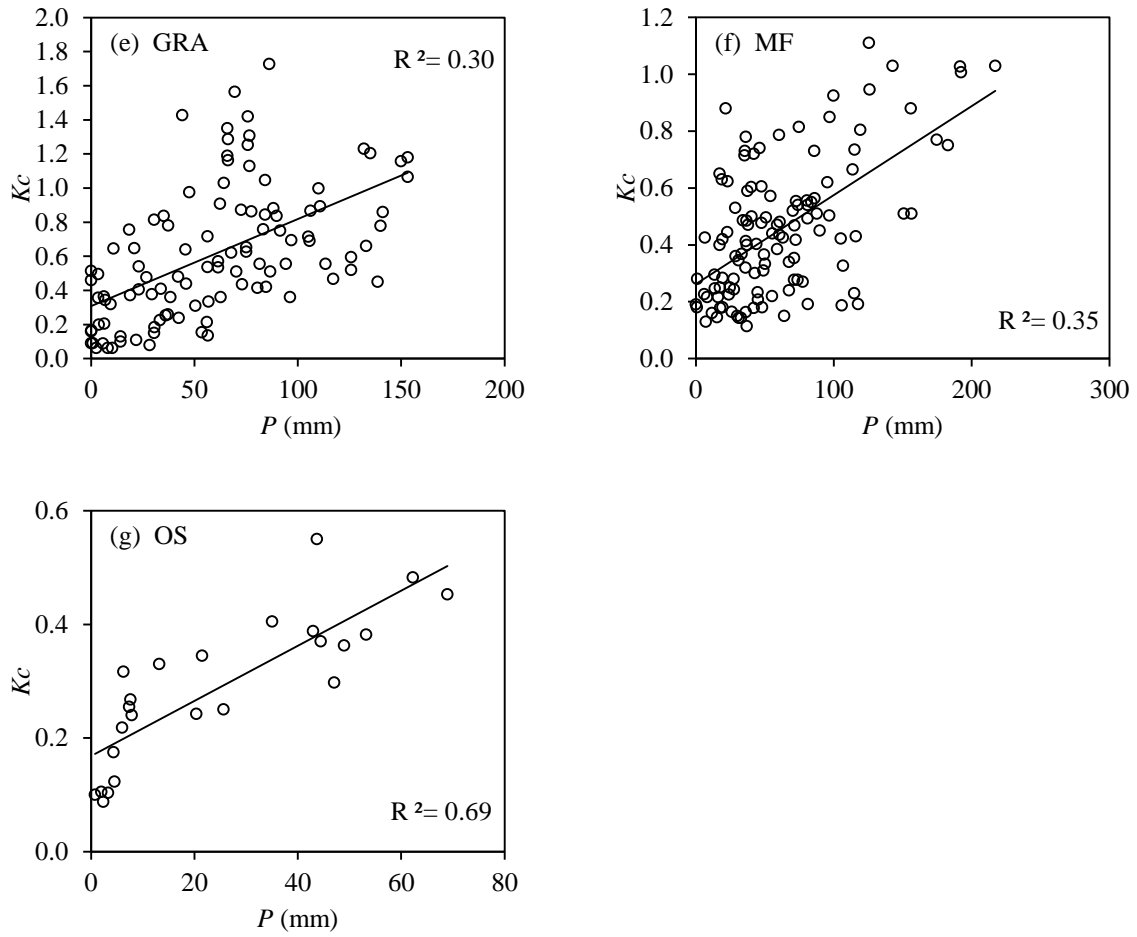 (e) GRA
R ²= 0.30
2.0
1.8
1.6
1.4
1.2
1.0
0.8
0.6
0.4
0.2
0.0
Kc
0 50 100 150 200
P (mm)
(f) MF
R ²= 0.35
1.2
1.0
0.8
0.6
0.4
0.2
0.0
Kc
0 100 200 300
P (mm)
(g) OS
R ²= 0.69
0.6
0.4
0.2
0.0
Kc
0 20 40 60 80
P (mm)